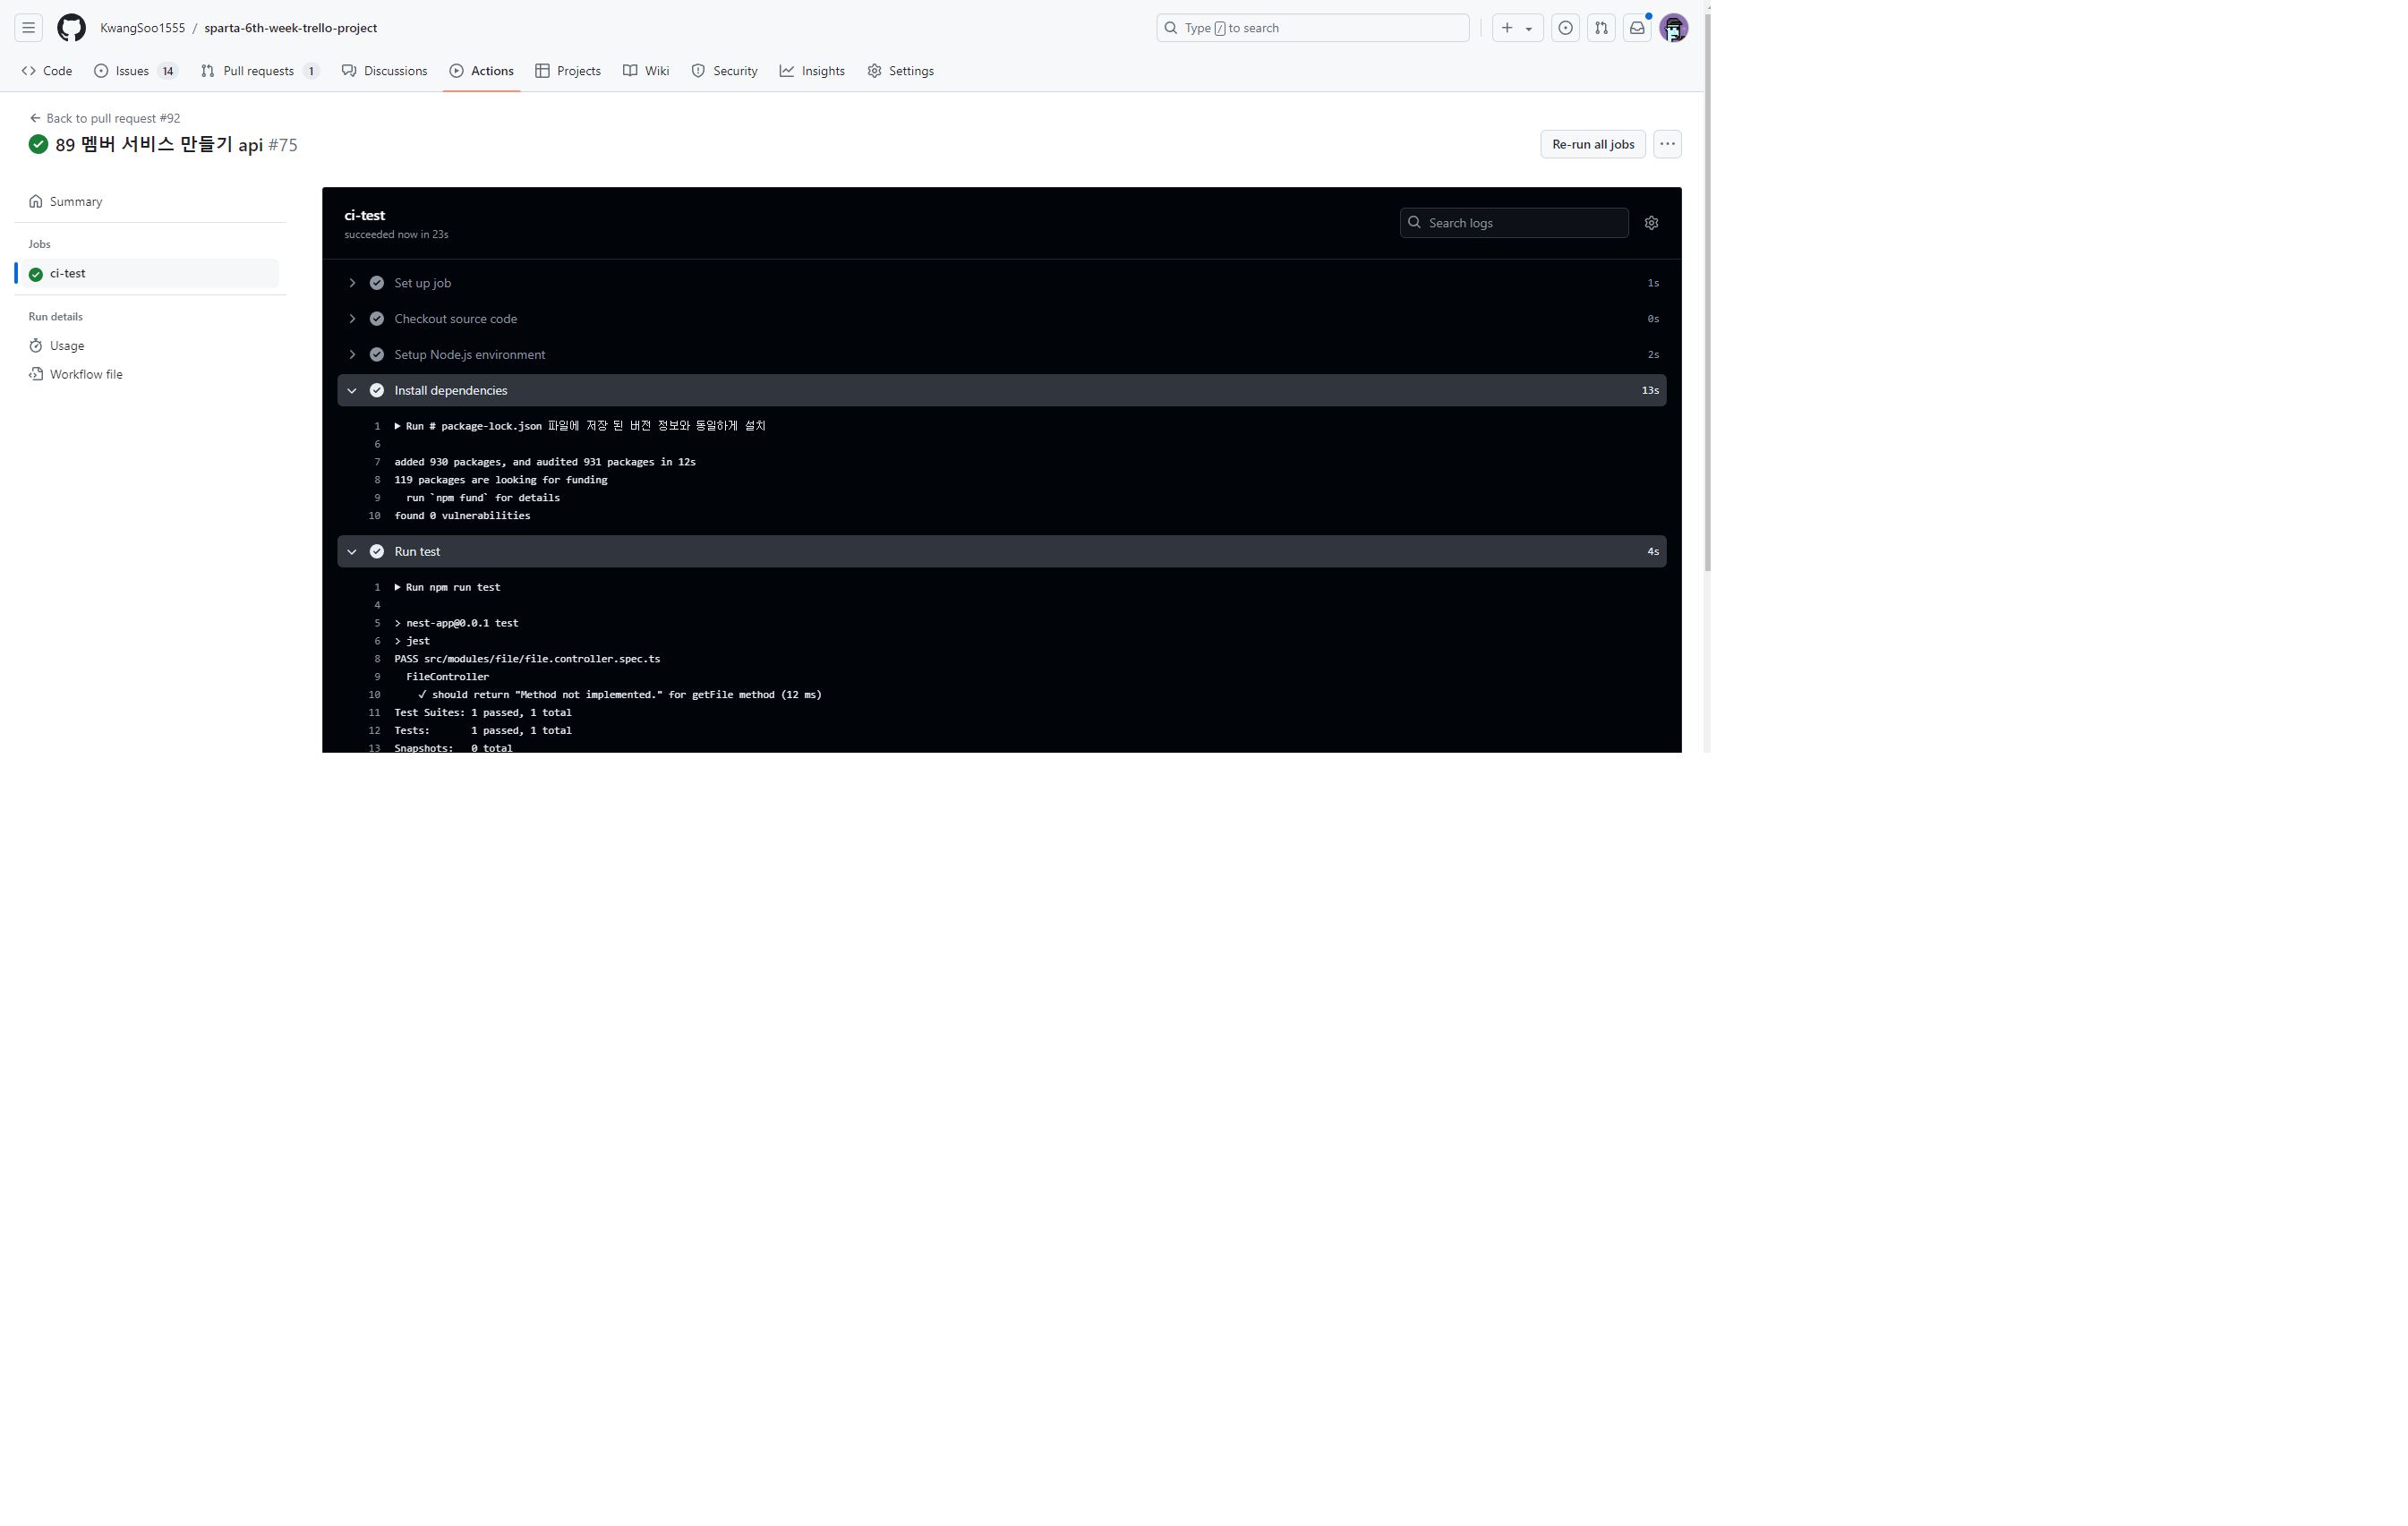 KwangSoo1555 / sparta-6th-week-trello-project
Type / to search
Code
Issues 14
Pull requests 1
Discussions
Actions
Projects
Wiki
Security
Insights
Settings
Back to pull request #92
89 멤버 서비스 만들기 api #75
Re-run all jobs
Summary
Jobs
ci-test
Run details
Usage
Workflow file
ci-test
succeeded now in 23s
Search logs
Set up job 1s
Checkout source code 0s
Setup Node.js environment 2s
Install dependencies 13s
1 Run # package-lock.json 파일에 저장 된 버전 정보와 동일하게 설치
6
7 added 930 packages, and audited 931 packages in 12s
8 119 packages are looking for funding
9 run `npm fund` for details
10 found 0 vulnerabilities
Run test 4s
1 Run npm run test
4
5 > nest-app@0.0.1 test
6 > jest
8 PASS src/modules/file/file.controller.spec.ts
9 FileController
10 ✓ should return "Method not implemented." for getFile method (12 ms)
11 Test Suites: 1 passed, 1 total
12 Tests: 1 passed, 1 total
13 Snapshots: 0 total